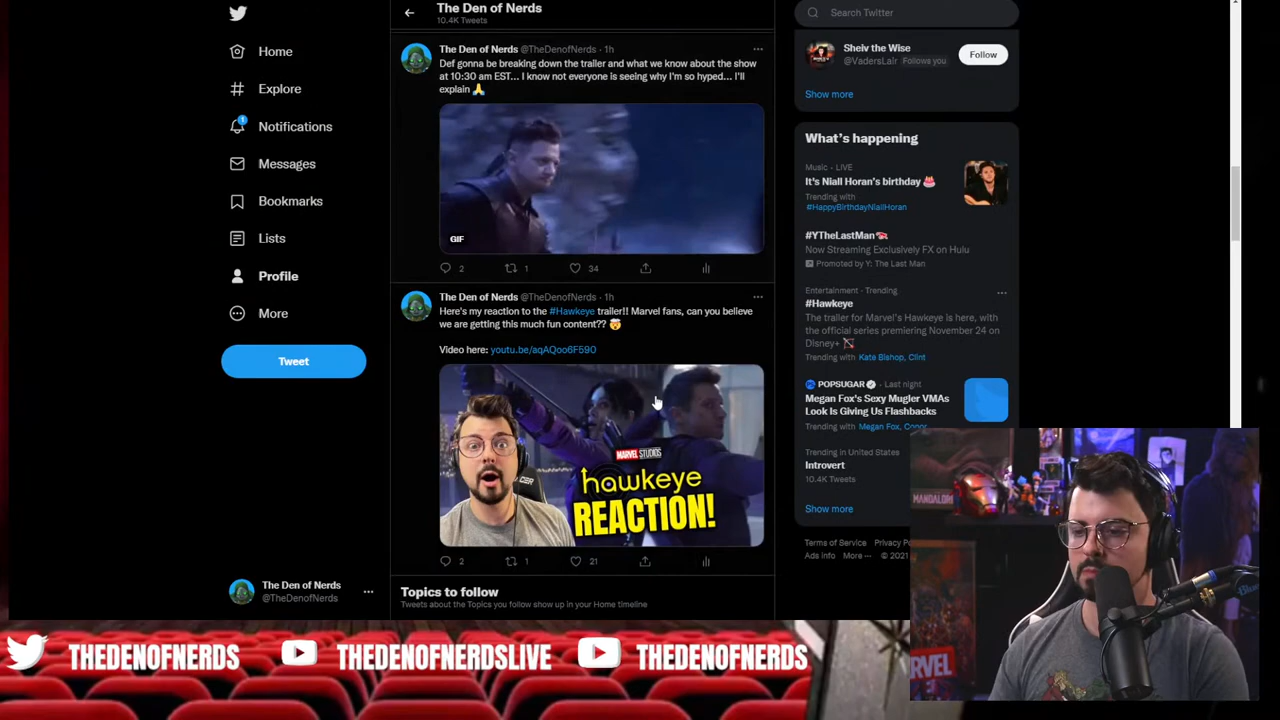 Home
Explore
1
Notifications
Messages
Bookmarks
Lists
Profile
More
Tweet
The Den of Nerds
@TheDenofNerds
The Den of Nerds
10.4K Tweets
The Den of Nerds @TheDenofNerds · 1h
Def gonna be breaking down the trailer and what we know about the show
at 10:30 am EST... I know not everyone is seeing why I'm so hyped... I'll
explain 🙏
GIF
2 1 34
The Den of Nerds @TheDenofNerds · 1h
Here's my reaction to the #Hawkeye trailer!! Marvel fans, can you believe
we are getting this much fun content?? 🤯
Video here: youtu.be/aqAQoo6F590
MARVEL STUDIOS
hawkeye
REACTION!
2 1 21
Topics to follow
Tweets about the Topics you follow show up in your Home timeline
Search Twitter
Sheiv the Wise
@VadersLair Follows you
Follow
Show more
What's happening
Music · LIVE
It's Niall Horan's birthday 🎂
Trending with
#HappyBirthdayNiallHoran
#YTheLastMan
Now Streaming Exclusively FX on Hulu
Promoted by Y: The Last Man
Entertainment · Trending
#Hawkeye
The trailer for Marvel's Hawkeye is here, with
the official series premiering November 24 on
Disney+
Trending with Kate Bishop, Clint
POPSUGAR · Last night
Megan Fox's Sexy Mugler VMAs
Look Is Giving Us Flashbacks
Trending with Megan Fox, Conor
Trending in United States
Introvert
10.4K Tweets
Show more
Terms of Service Privacy
Ads info More ··· © 2021
MARVEL
THEDENOFNERDS
THEDENOFNERDSLIVE
THEDENOFNERDS